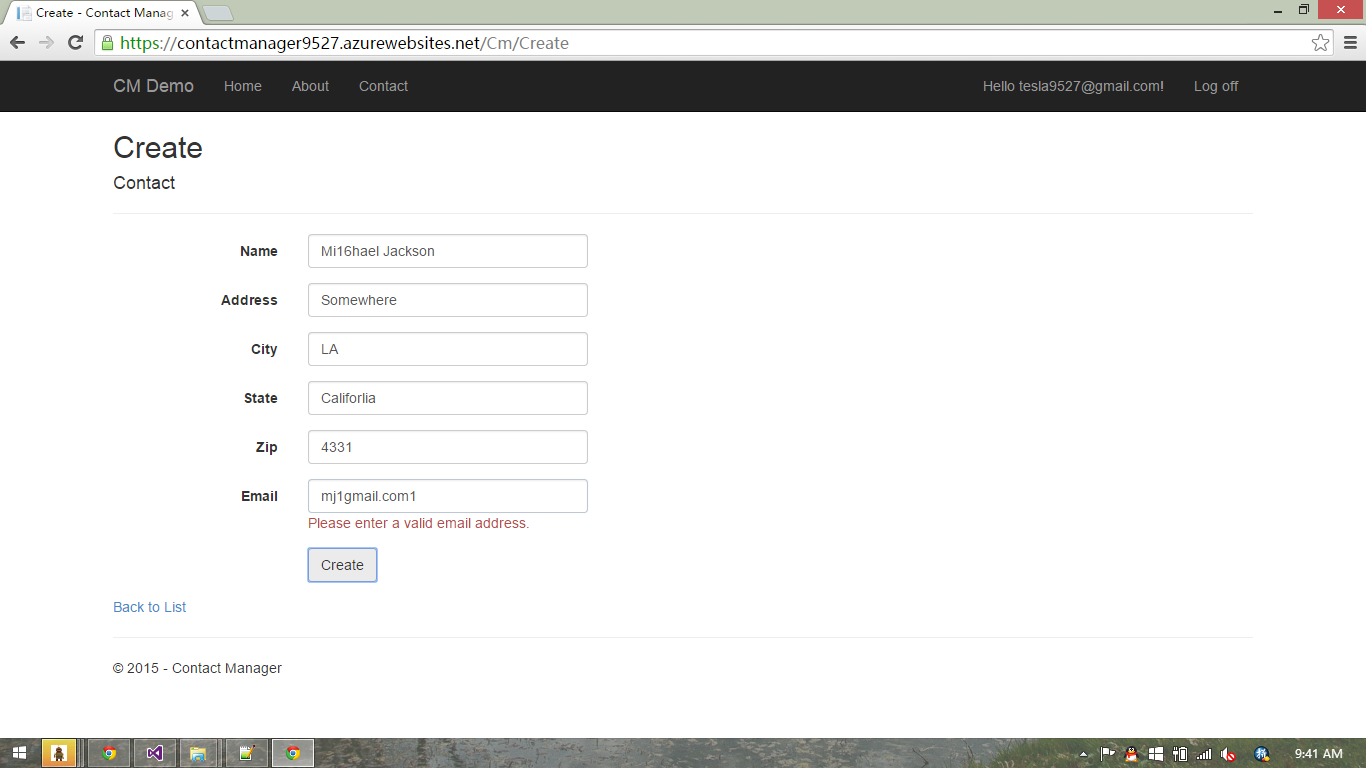 Create - Contact Manag
https://contactmanager9527.azurewebsites.net/Cm/Create
CM Demo Home About Contact Hello tesla9527@gmail.com! Log off
Create
Contact
Name Mi16hael Jackson
Address Somewhere
City LA
State Califorlia
Zip 4331
Email mj1gmail.com1
Please enter a valid email address.
Create
Back to List
© 2015 - Contact Manager
9:41 AM